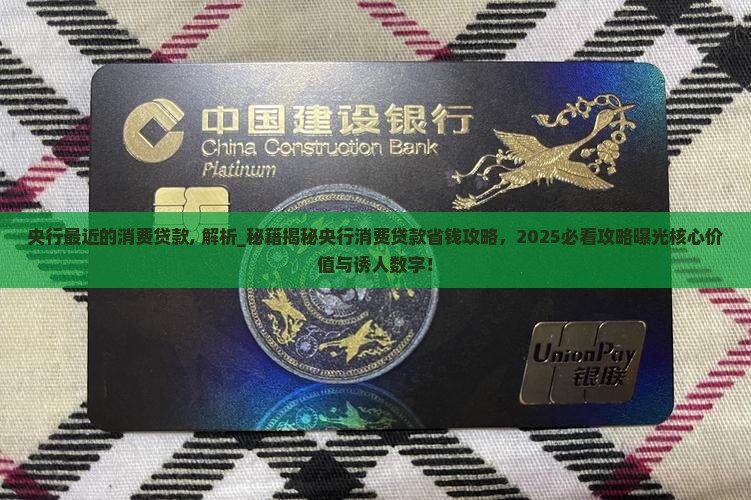 中国建设银行
China Construction Bank
Platinum
央行最近的消费贷款, 解析_秘籍揭秘央行消费贷款省钱攻略，2025必看攻略曝光核心价
值与诱人数字！
UnionPay
银联